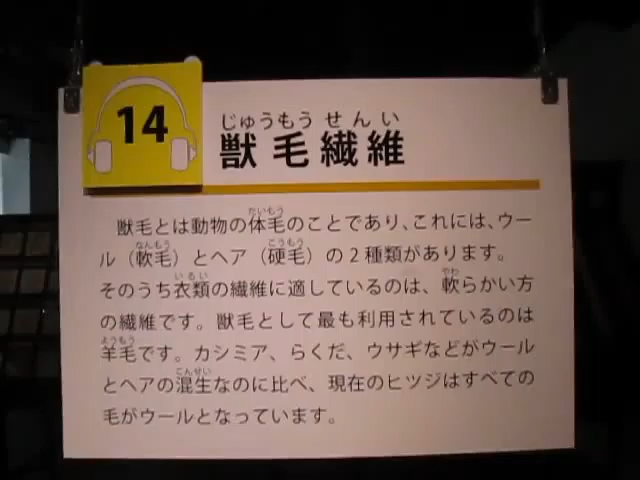 14
じゅうもうせんい
獣毛繊維
獣毛とは動物の体毛のことであり、これには、ウー
ル（軟毛）とヘア（硬毛）の2種類があります。
そのうち衣類の繊維に適しているのは、軟らかい方
の繊維です。獣毛として最も利用されているのは
羊毛です。カシミア、らくだ、ウサギなどがウール
とヘアの混生なのに比べ、現在のヒツジはすべての
毛がウールとなっています。